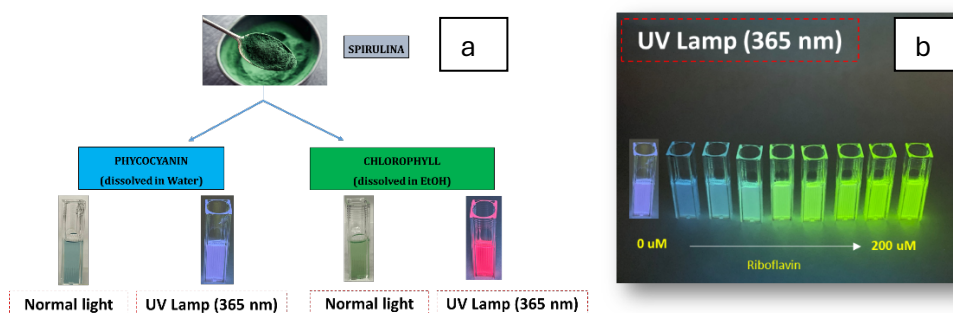 SPIRULINA
a
PHYCOCYANIN
(dissolved in Water)
CHLOROPHYLL
(dissolved in EtOH)
Normal light
UV Lamp (365 nm)
Normal light
UV Lamp (365 nm)
UV Lamp (365 nm)
b
0 uM
200 uM
Riboflavin